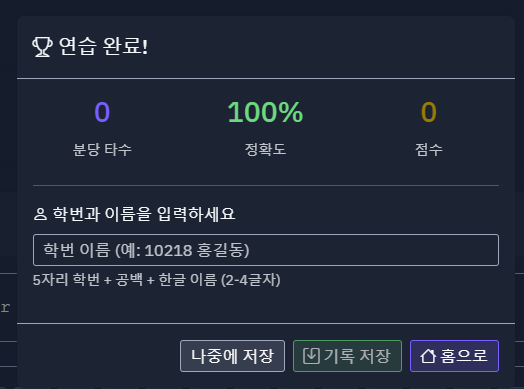 연습 완료!
0 100% 0
분당 타수 정확도 점수
학번과 이름을 입력하세요
학번 이름 (예: 10218 홍길동)
5자리 학번 + 공백 + 한글 이름 (2-4글자)
r
나중에 저장 기록 저장 홈으로